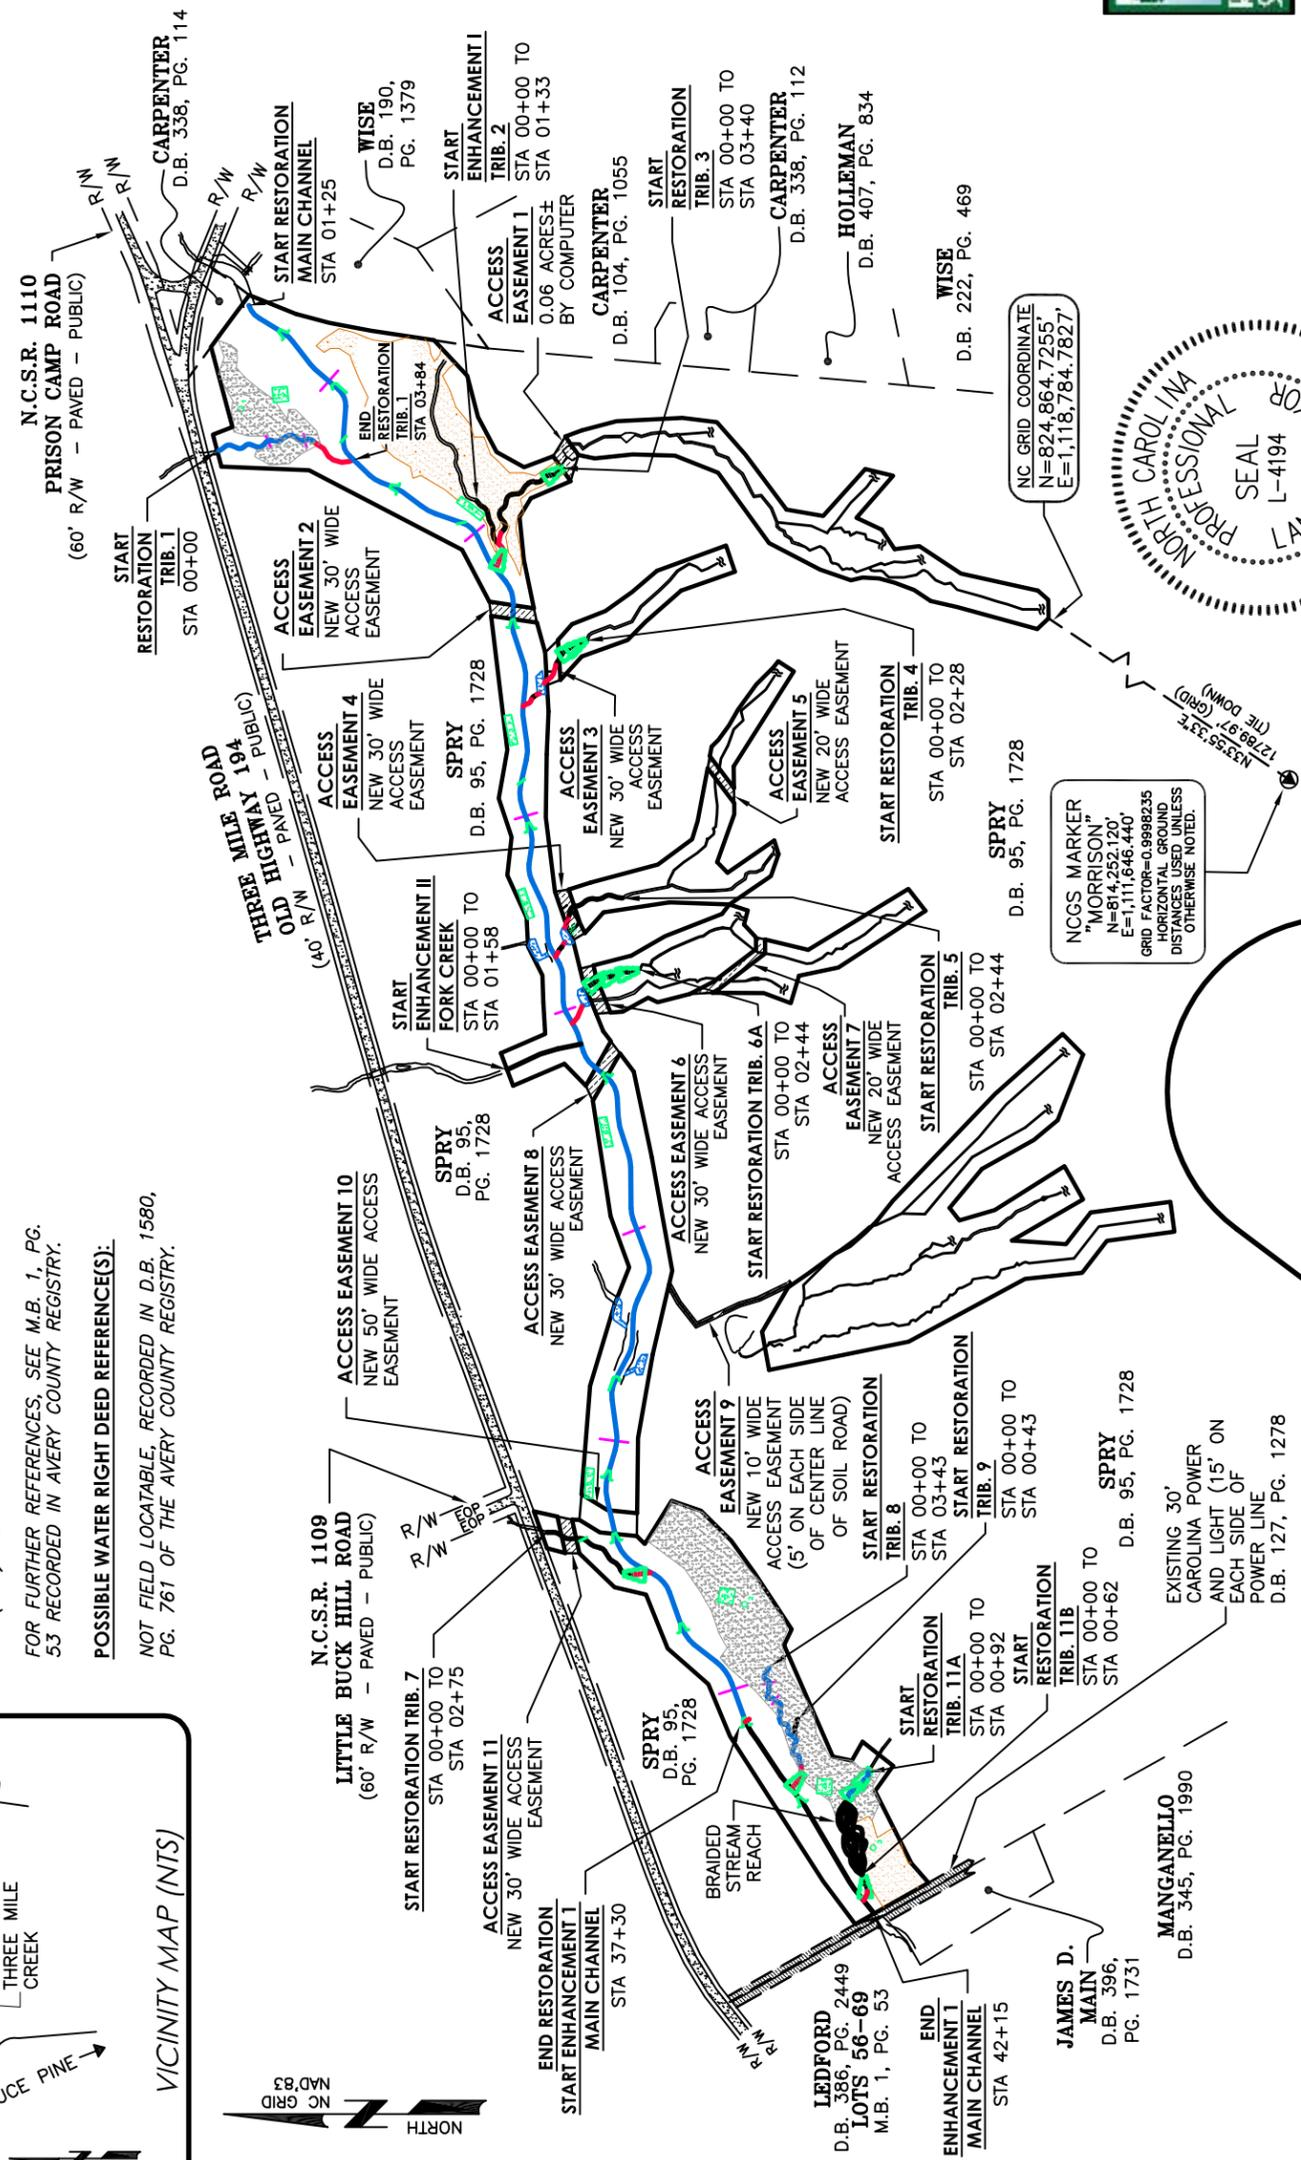 FOR FURTHER REFERENCES, SEE M.B. 1, PG.
53 RECORDED IN AVERY COUNTY REGISTRY.
POSSIBLE WATER RIGHT DEED REFERENCE(S):
NOT FIELD LOCATABLE, RECORDED IN D.B. 1580,
PG. 761 OF THE AVERY COUNTY REGISTRY.
THREE MILE
CREEK
UCE PINE
VICINITY MAP (NTS)
NC GRID
NAD'83
NORTH
N.C.S.R. 1110
PRISON CAMP ROAD
(60' R/W - PAVED - PUBLIC)
R/W
R/W
R/W
R/W
CARPENTER
D.B. 338, PG. 114
START RESTORATION
MAIN CHANNEL
STA 01+25
WISE
D.B. 190,
PG. 1379
START
ENHANCEMENT I
TRIB. 2
STA 00+00 TO
STA 01+33
ACCESS
EASEMENT 1
0.06 ACRES±
BY COMPUTER
CARPENTER
D.B. 104, PG. 1055
START
RESTORATION
TRIB. 3
STA 00+00 TO
STA 03+40
CARPENTER
D.B. 338, PG. 112
HOLLEMAN
D.B. 407, PG. 834
WISE
D.B. 222, PG. 469
NC GRID COORDINATE
N=824,864.7255'
E=1,118,784.7827'
NORTH CAROLINA
PROFESSIONAL
SEAL
L-4194
LA
OR
END
RESTORATION
TRIB. 1
STA 03+84
START
RESTORATION
TRIB. 1
STA 00+00
ACCESS
EASEMENT 2
NEW 30' WIDE
ACCESS
EASEMENT
THREE MILE ROAD
OLD HIGHWAY 194
(40' R/W - PAVED - PUBLIC)
ACCESS
EASEMENT 4
NEW 30' WIDE
ACCESS
EASEMENT
SPRY
D.B. 95, PG. 1728
ACCESS
EASEMENT 3
NEW 30' WIDE
ACCESS
EASEMENT
ACCESS
EASEMENT 5
NEW 20' WIDE
ACCESS EASEMENT
START RESTORATION
TRIB. 4
STA 00+00 TO
STA 02+28
SPRY
D.B. 95, PG. 1728
N33°55'33"E
12789.97' (GRID)
(TIE DOWN)
NCGS MARKER
"MORRISON"
N=814,252.120'
E=1,111,646.440'
GRID FACTOR=0.9998235
HORIZONTAL GROUND
DISTANCES USED UNLESS
OTHERWISE NOTED.
START
ENHANCEMENT II
FORK CREEK
STA 00+00 TO
STA 01+58
START RESTORATION
TRIB. 5
STA 00+00 TO
STA 02+44
ACCESS
EASEMENT 7
NEW 20' WIDE
ACCESS EASEMENT
START RESTORATION TRIB. 6A
STA 00+00 TO
STA 02+44
ACCESS EASEMENT 6
NEW 30' WIDE ACCESS
EASEMENT
SPRY
D.B. 95,
PG. 1728
ACCESS EASEMENT 8
NEW 30' WIDE ACCESS
EASEMENT
ACCESS EASEMENT 10
NEW 50' WIDE ACCESS
EASEMENT
ACCESS
EASEMENT 9
NEW 10' WIDE
ACCESS EASEMENT
(5' ON EACH SIDE
OF CENTER LINE
OF SOIL ROAD)
START RESTORATION
TRIB. 8
STA 00+00 TO
STA 03+43
START RESTORATION
TRIB. 9
STA 00+00 TO
STA 00+43
N.C.S.R. 1109
LITTLE BUCK HILL ROAD
(60' R/W - PAVED - PUBLIC)
R/W
EOP
EOP
R/W
START RESTORATION TRIB. 7
STA 00+00 TO
STA 02+75
ACCESS EASEMENT 11
NEW 30' WIDE ACCESS
EASEMENT
SPRY
D.B. 95,
PG. 1728
SPRY
D.B. 95, PG. 1728
EXISTING 30'
CAROLINA POWER
AND LIGHT (15' ON
EACH SIDE OF
POWER LINE
D.B. 127, PG. 1278
START
RESTORATION
TRIB. 11B
STA 00+00 TO
STA 00+62
START
RESTORATION
TRIB. 11A
STA 00+00 TO
STA 00+92
BRAIDED
STREAM
REACH
END RESTORATION
START ENHANCEMENT 1
MAIN CHANNEL
STA 37+30
R/W
R/W
LEDFORD
D.B. 386, PG. 2449
LOTS 56-69
M.B. 1, PG. 53
END
ENHANCEMENT 1
MAIN CHANNEL
STA 42+15
JAMES D.
MAIN
D.B. 396,
PG. 1731
MANGANELLO
D.B. 345, PG. 1990